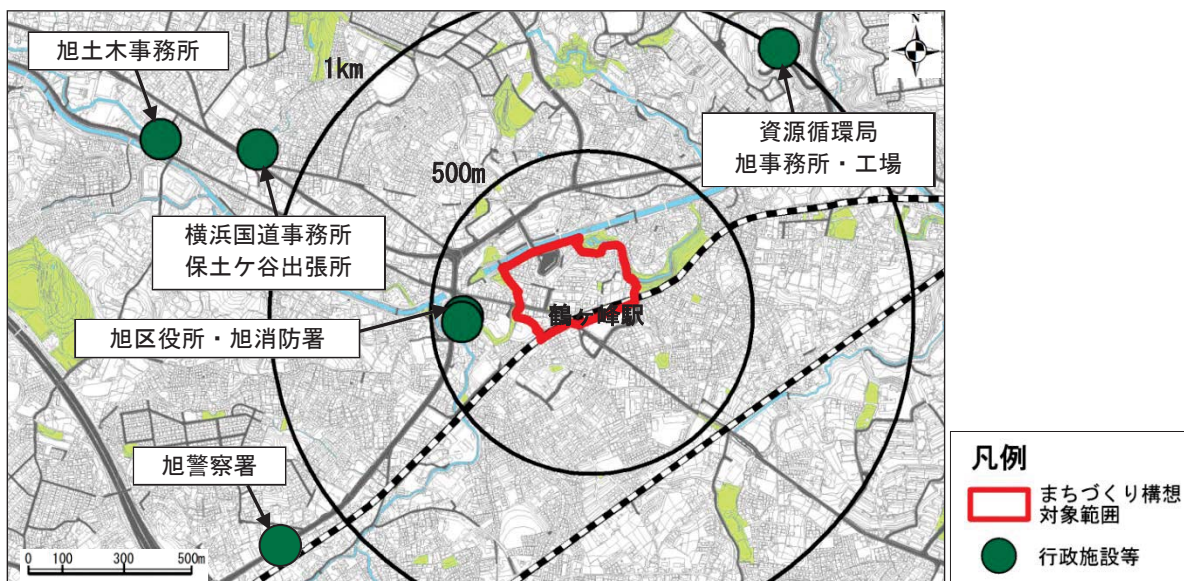 旭土木事務所
1km
N
資源循環局
旭事務所・工場
500m
横浜国道事務所
保土ケ谷出張所
鶴ヶ峰駅
旭区役所・旭消防署
旭警察署
0 100 300 500m
凡例
まちづくり構想
対象範囲
行政施設等